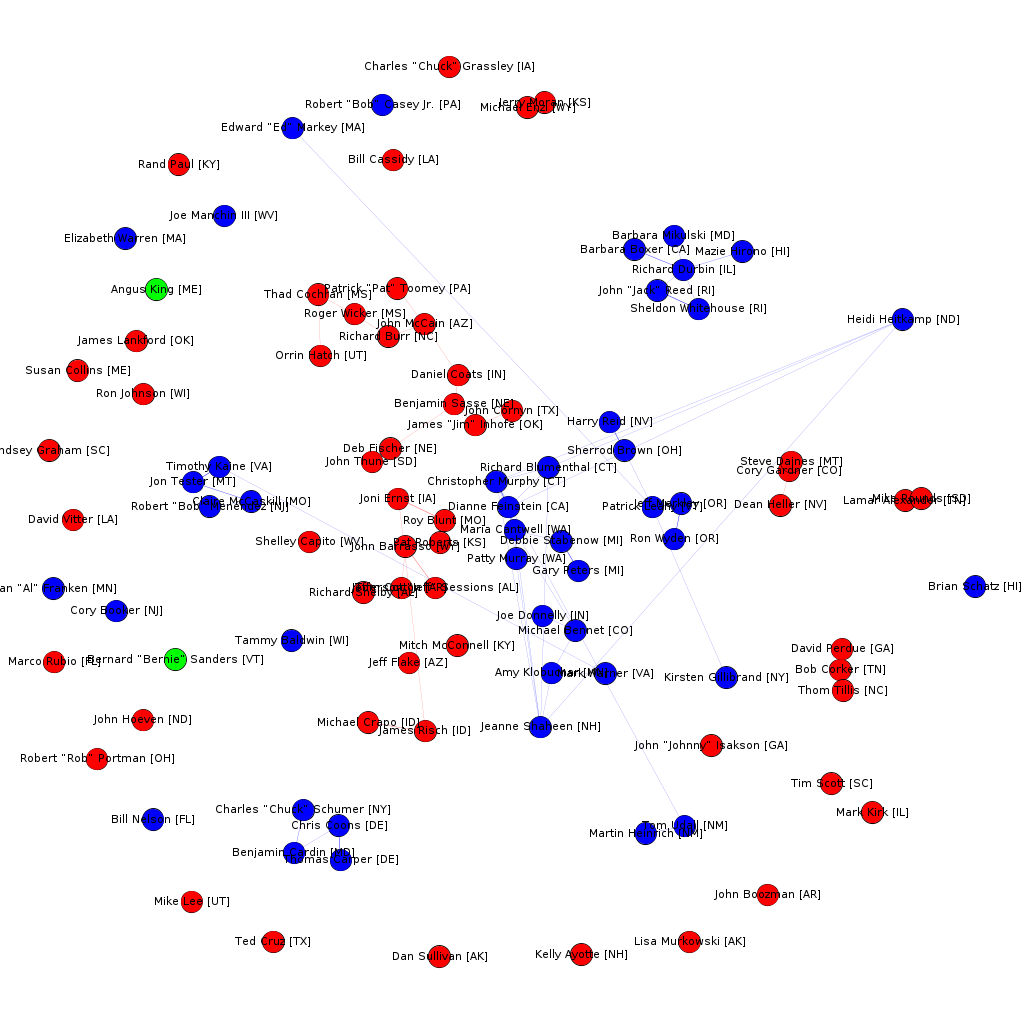 Charles "Chuck" Grassley [IA]
Robert "Bob" Casey Jr. [PA]
Jerry Moran [KS]
Michael Enzi [WY]
Edward "Ed" Markey [MA]
Bill Cassidy [LA]
Rand Paul [KY]
Joe Manchin III [WV]
Elizabeth Warren [MA]
Barbara Mikulski [MD]
Barbara Boxer [CA]
Mazie Hirono [HI]
Richard Durbin [IL]
Angus King [ME]
Thad Cochran [MS]
Patrick "Pat" Toomey [PA]
John "Jack" Reed [RI]
Sheldon Whitehouse [RI]
Roger Wicker [MS]
John McCain [AZ]
Heidi Heitkamp [ND]
James Lankford [OK]
Richard Burr [NC]
Orrin Hatch [UT]
Susan Collins [ME]
Daniel Coats [IN]
Ron Johnson [WI]
Benjamin Sasse [NE]
John Cornyn [TX]
James "Jim" Inhofe [OK]
Harry Reid [NV]
ndsey Graham [SC]
Deb Fischer [NE]
Sherrod Brown [OH]
John Thune [SD]
Steve Daines [MT]
Timothy Kaine [VA]
Richard Blumenthal [CT]
Cory Gardner [CO]
Jon Tester [MT]
Christopher Murphy [CT]
Joni Ernst [IA]
Claire McCaskill [MO]
Robert "Bob" Menendez [NJ]
Dianne Feinstein [CA]
Patrick Leahy [VT]
[OR]
Dean Heller [NV]
Mike Rounds [SD]
Lamar Alexander [TN]
David Vitter [LA]
Roy Blunt [MO]
Maria Cantwell [WA]
Shelley Capito [WV]
Pat Roberts [KS]
John Barrasso [WY]
Debbie Stabenow [MI]
Ron Wyden [OR]
Patty Murray [WA]
Gary Peters [MI]
an "Al" Franken [MN]
Richard Shelby [AL]
Sessions [AL]
Brian Schatz [HI]
Cory Booker [NJ]
Joe Donnelly [IN]
Michael Bennet [CO]
Tammy Baldwin [WI]
Mitch McConnell [KY]
David Perdue [GA]
Marco Rubio [FL]
Bernard "Bernie" Sanders [VT]
Jeff Flake [AZ]
Bob Corker [TN]
Amy Klobuchar [MN]
Mark Warner [VA]
Kirsten Gillibrand [NY]
Thom Tillis [NC]
John Hoeven [ND]
Michael Crapo [ID]
James Risch [ID]
Jeanne Shaheen [NH]
John "Johnny" Isakson [GA]
Robert "Rob" Portman [OH]
Tim Scott [SC]
Charles "Chuck" Schumer [NY]
Mark Kirk [IL]
Bill Nelson [FL]
Chris Coons [DE]
Tom Udall [NM]
Martin Heinrich [NM]
Benjamin Cardin [MD]
Thomas Carper [DE]
John Boozman [AR]
Mike Lee [UT]
Ted Cruz [TX]
Lisa Murkowski [AK]
Dan Sullivan [AK]
Kelly Ayotte [NH]